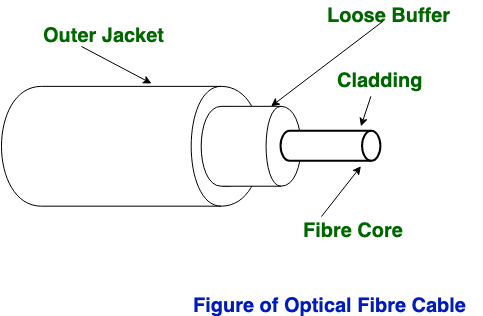 Loose Buffer
Outer Jacket
Cladding
Fibre Core
Figure of Optical Fibre Cable